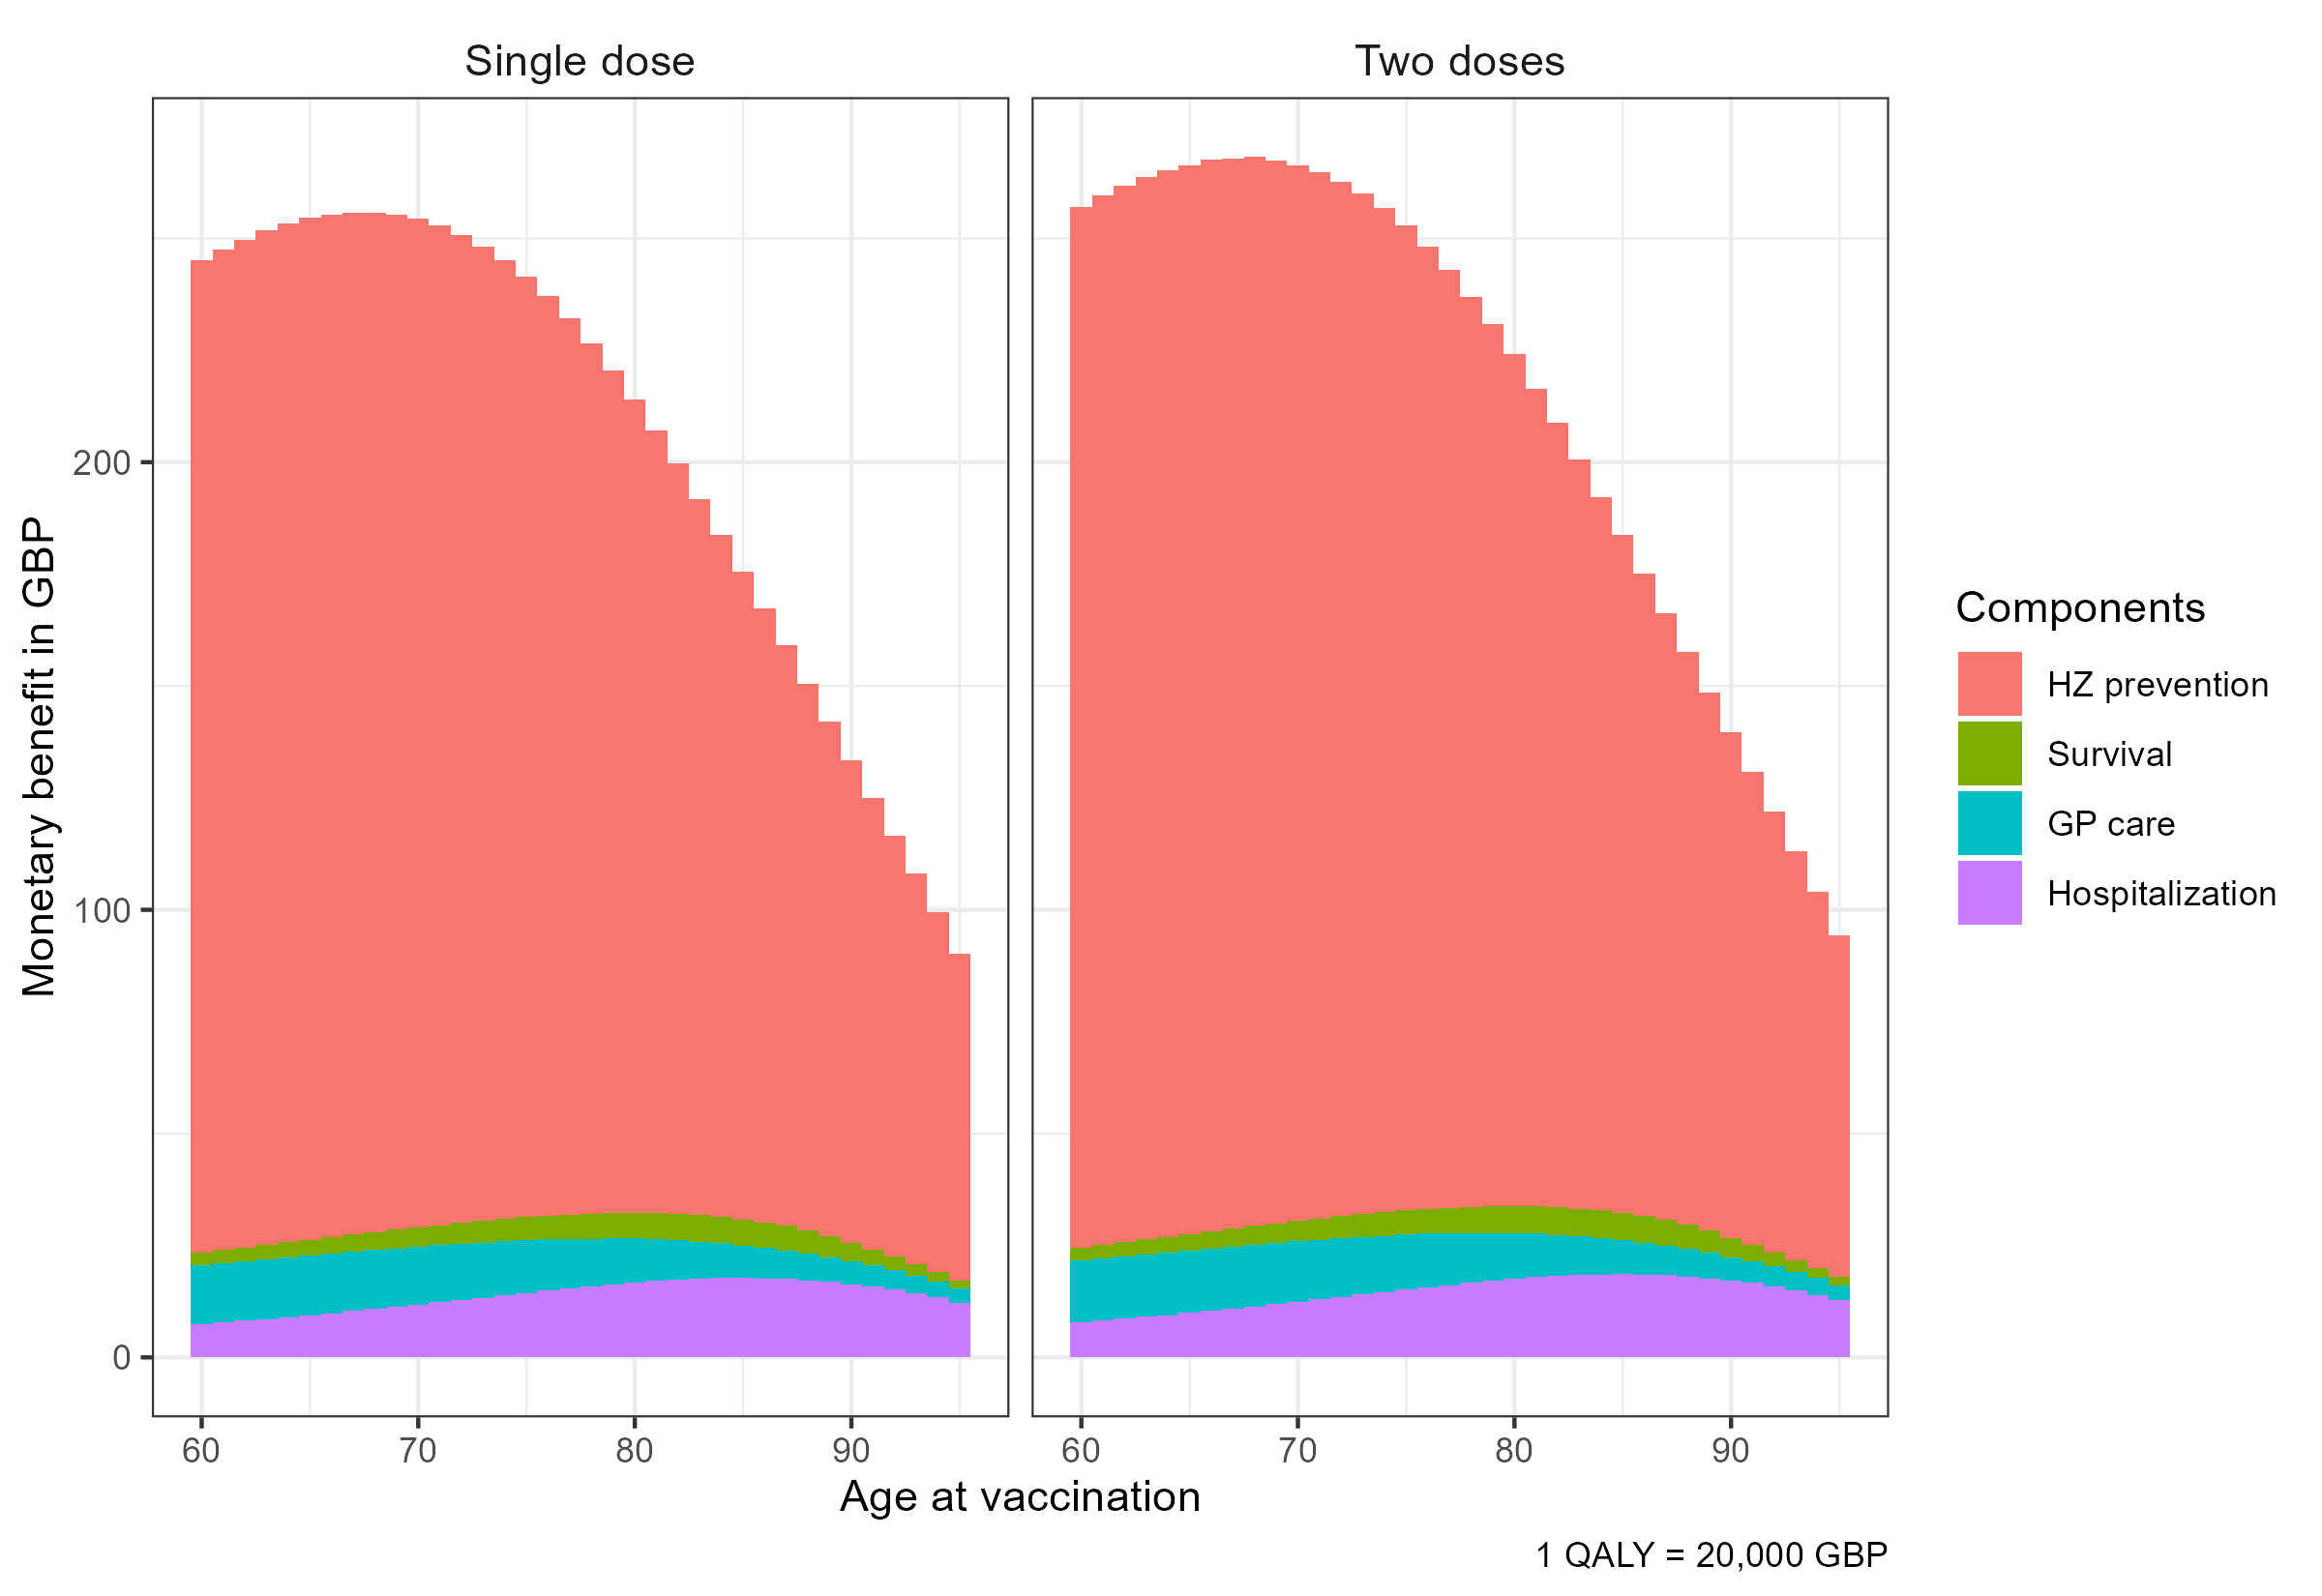 Single dose
Two doses
Monetary benefit in GBP
200
100
0
60 70 80 90
60 70 80 90
Age at vaccination
1 QALY = 20,000 GBP
Components
HZ prevention
Survival
GP care
Hospitalization